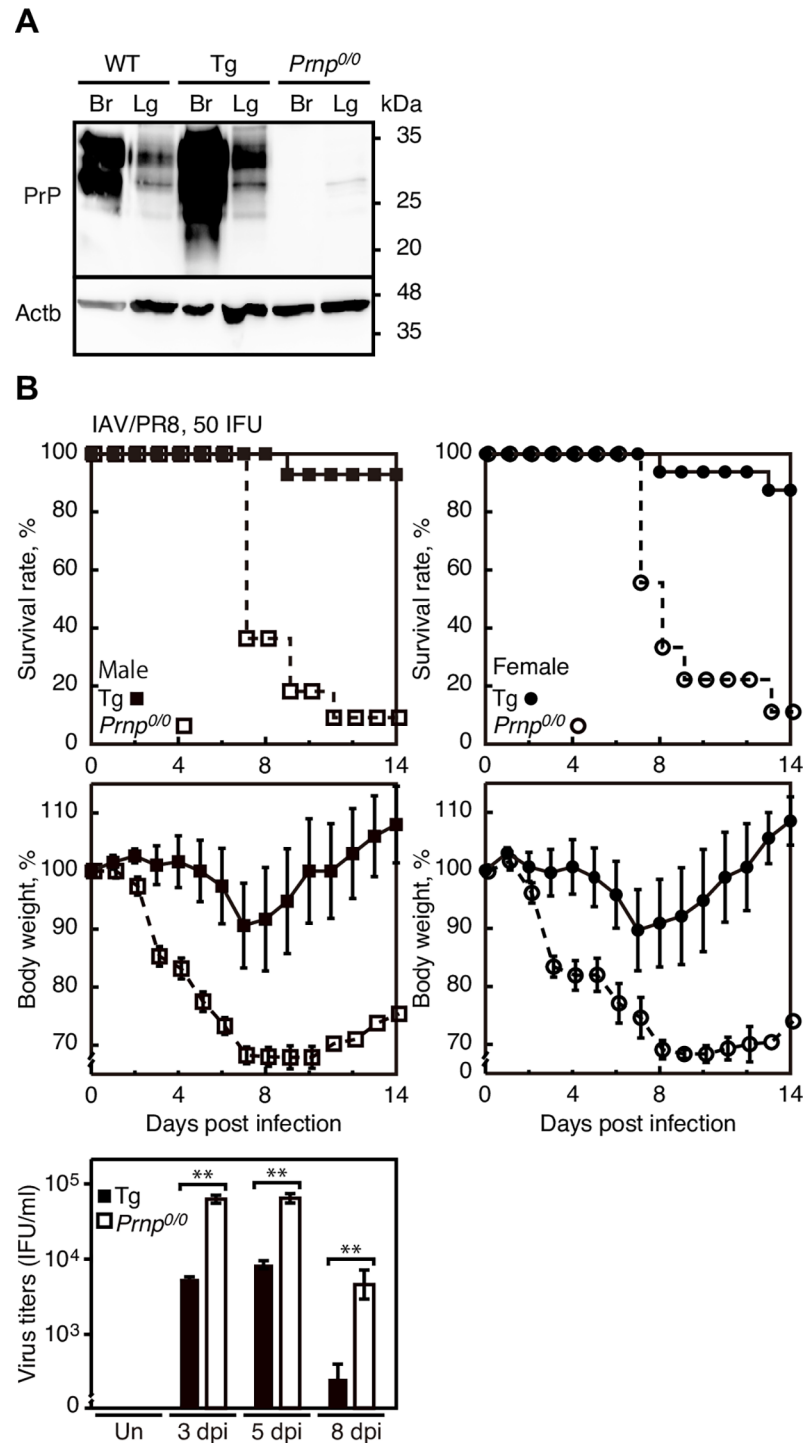 A
WT Tg Prnp0/0
Br Lg Br Lg Br Lg kDa
35
PrP
25
20
48
Actb
35
B
IAV/PR8, 50 IFU
100 100
80 80
60 60
40 40
20 20
0 0
Survival rate, % Survival rate, %
Male Female
Tg Tg
Prnp0/0 Prnp0/0
0 4 8 14 0 4 8 14
110 110
100 100
90 90
80 80
70 70
0
Body weight, % Body weight, %
0 4 8 14 0 4 8 14
Days post infection Days post infection
Virus titers (IFU/ml)
105
104
103
0
Tg
Prnp0/0
** ** **
Un 3 dpi 5 dpi 8 dpi